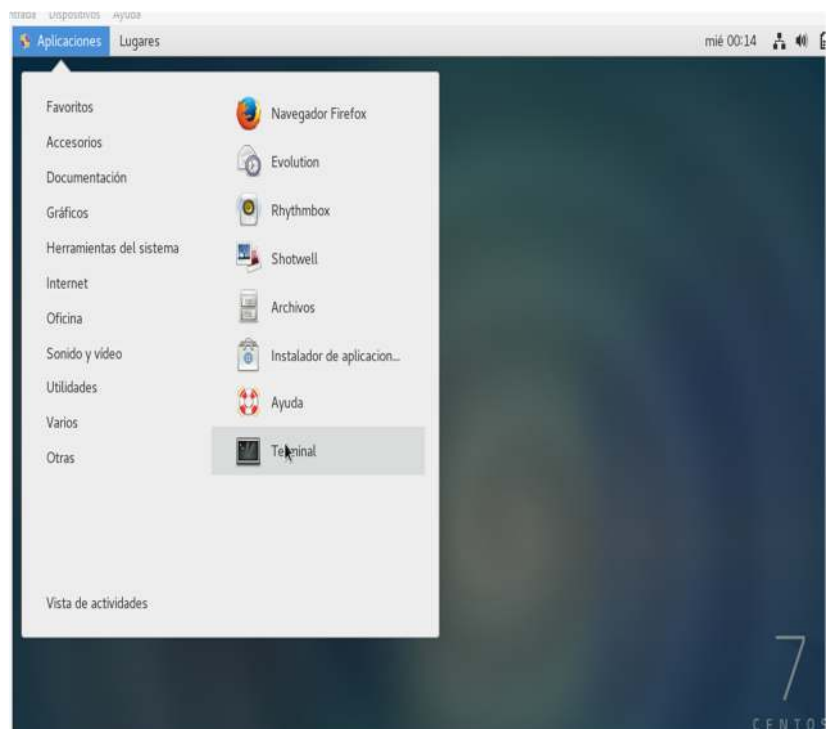 Dispositivos Ayuda
Aplicaciones Lugares mié 00:14
Favoritos
Accesorios
Documentación
Gráficos
Herramientas del sistema
Internet
Oficina
Sonido y vídeo
Utilidades
Varios
Otras
Vista de actividades
Navegador Firefox
Evolution
Rhythmbox
Shotwell
Archivos
Instalador de aplicacion...
Ayuda
Terminal
7
CENTOS